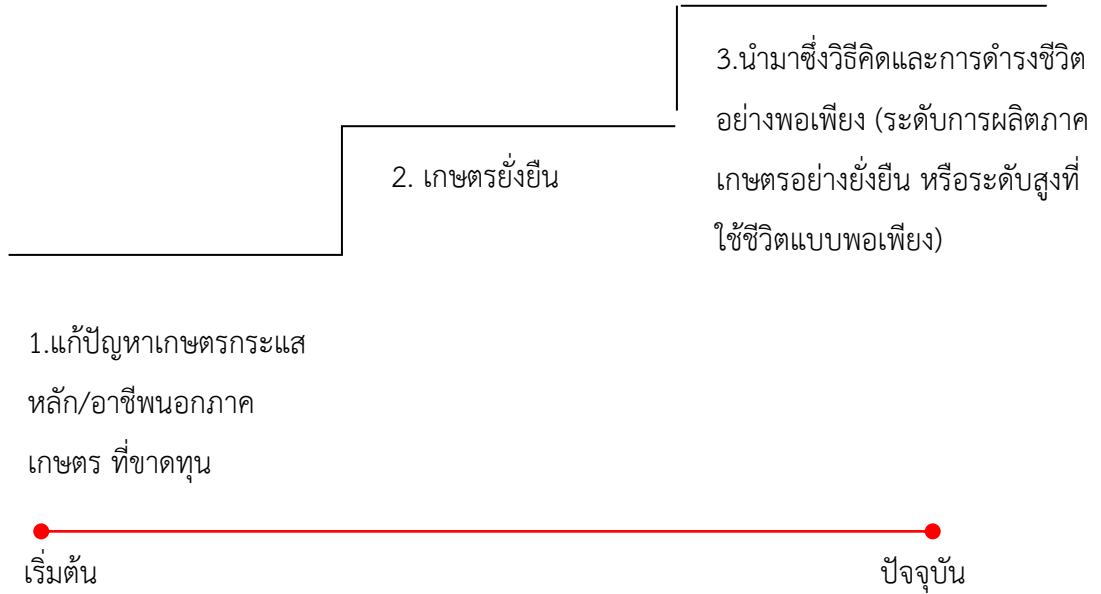 3.นำมาซึ่งวิธีคิดและการดำรงชีวิต
อย่างพอเพียง (ระดับการผลิตภาค
เกษตรอย่างยั่งยืน หรือระดับสูงที่
ใช้ชีวิตแบบพอเพียง)
2. เกษตรยั่งยืน
1.แก้ปัญหาเกษตรกระแส
หลัก/อาชีพนอกภาค
เกษตร ที่ขาดทุน
เริ่มต้น
ปัจจุบัน